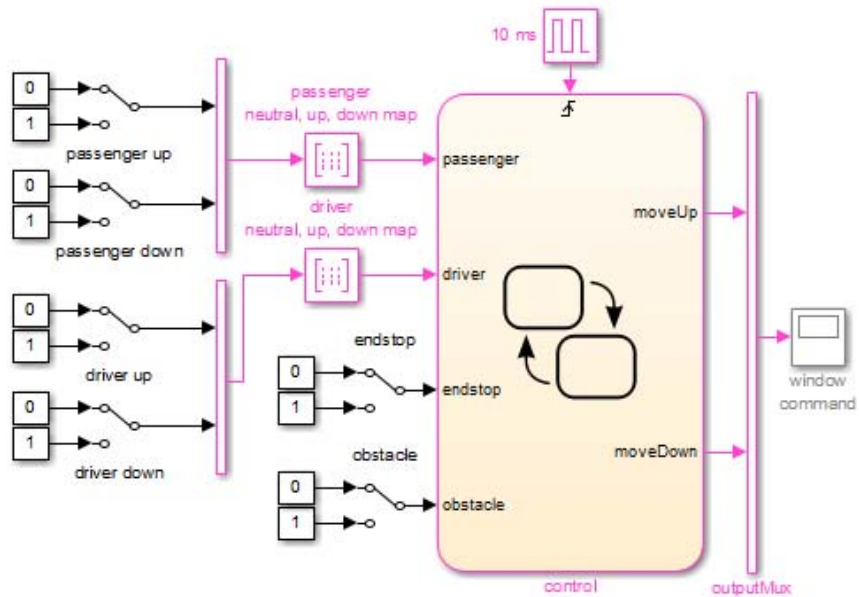 10 ms
0
1
passenger up
0
1
passenger down
passenger
neutral, up, down map
driver
neutral, up, down map
0
1
driver up
0
1
driver down
endstop
0
1
obstacle
0
1
passenger
driver
endstop
obstacle
moveUp
moveDown
control
outputMux
window
command